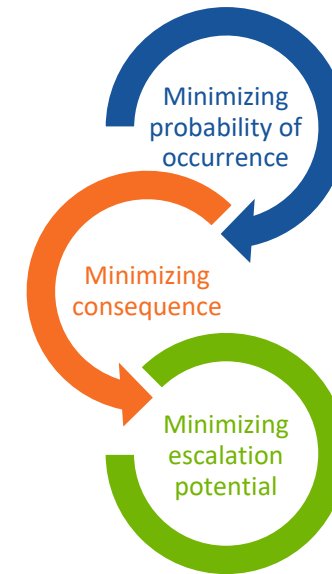 Minimizing
probability of
occurrence
Minimizing
consequence
Minimizing
escalation
potential